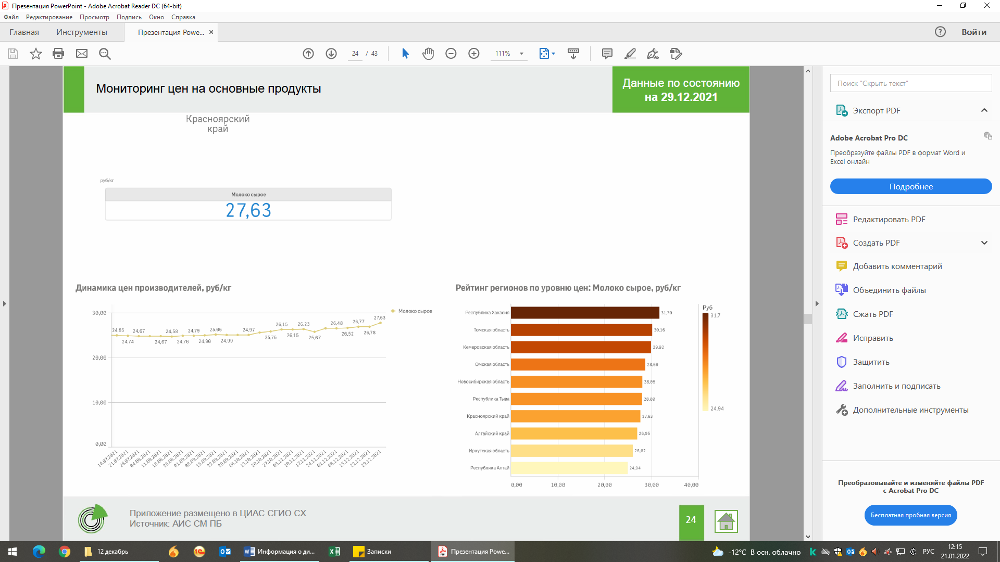 Презентация PowerPoint - Adobe Acrobat Reader DC (64-bit)
Файл Редактирование Просмотр Подпись Окно Справка
Главная Инструменты Презентация Powe... × Войти
24 / 43 111%
Мониторинг цен на основные продукты
Данные по состоянию
на 29.12.2021
Красноярский
край
руб/кг
Молоко сырое
27,63
Динамика цен производителей, руб/кг
Молоко сырое
30,00
20,00
10,00
0,00
24,85 24,67 24,58 24,79 25,06 24,97 26,15 26,23 26,48 26,77 27,63
24,74 24,67 24,76 24,90 24,99 25,76 26,15 25,67 26,52 26,78
14.07.2021 21.07.2021 28.07.2021 04.08.2021 11.08.2021 18.08.2021 25.08.2021 01.09.2021 08.09.2021 15.09.2021 22.09.2021 29.09.2021 06.10.2021 13.10.2021 20.10.2021 27.10.2021 03.11.2021 10.11.2021 17.11.2021 24.11.2021 01.12.2021 08.12.2021 15.12.2021 22.12.2021 29.12.2021
Рейтинг регионов по уровню цен: Молоко сырое, руб/кг
Республика Хакасия 31,70
Томская область 30,16
Кемеровская область 29,92
Омская область 28,69
Новосибирская область 28,05
Республика Тыва 28,00
Красноярский край 27,63
Алтайский край 26,95
Иркутская область 26,02
Республика Алтай 24,94
0,00 10,00 20,00 30,00 40,00
Руб
31,7
24,94
Приложение размещено в ЦИАС СГИО СХ
Источник: АИС СМ ПБ
24
Поиск "Скрыть текст"
Экспорт PDF
Adobe Acrobat Pro DC
Преобразуйте файлы PDF в формат Word и
Excel онлайн
Подробнее
Редактировать PDF
Создать PDF
Добавить комментарий
Объединить файлы
Сжать PDF
Исправить
Защитить
Заполнить и подписать
Дополнительные инструменты
Преобразовывайте и изменяйте файлы PDF
с Acrobat Pro DC
Бесплатная пробная версия
12 декабрь Информация о ди... Записки Презентация Powe... -12°C В осн. облачно РУС 12:15
21.01.2022